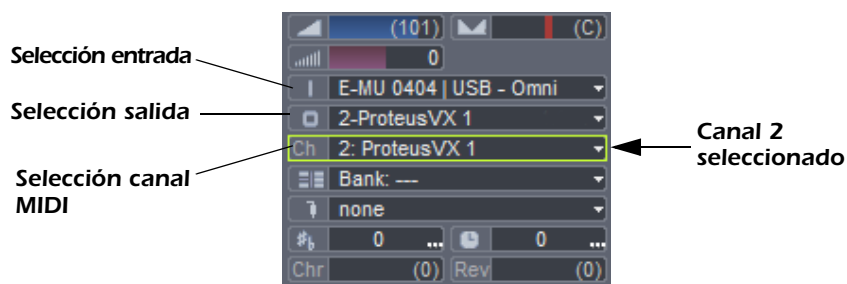 (101) (C)
Selección entrada
0
E-MU 0404 | USB - Omni
Selección salida
2-ProteusVX 1
Ch 2: ProteusVX 1
Canal 2
seleccionado
Selección canal
MIDI
Bank: ---
none
0 ... 0 ...
Chr (0) Rev (0)